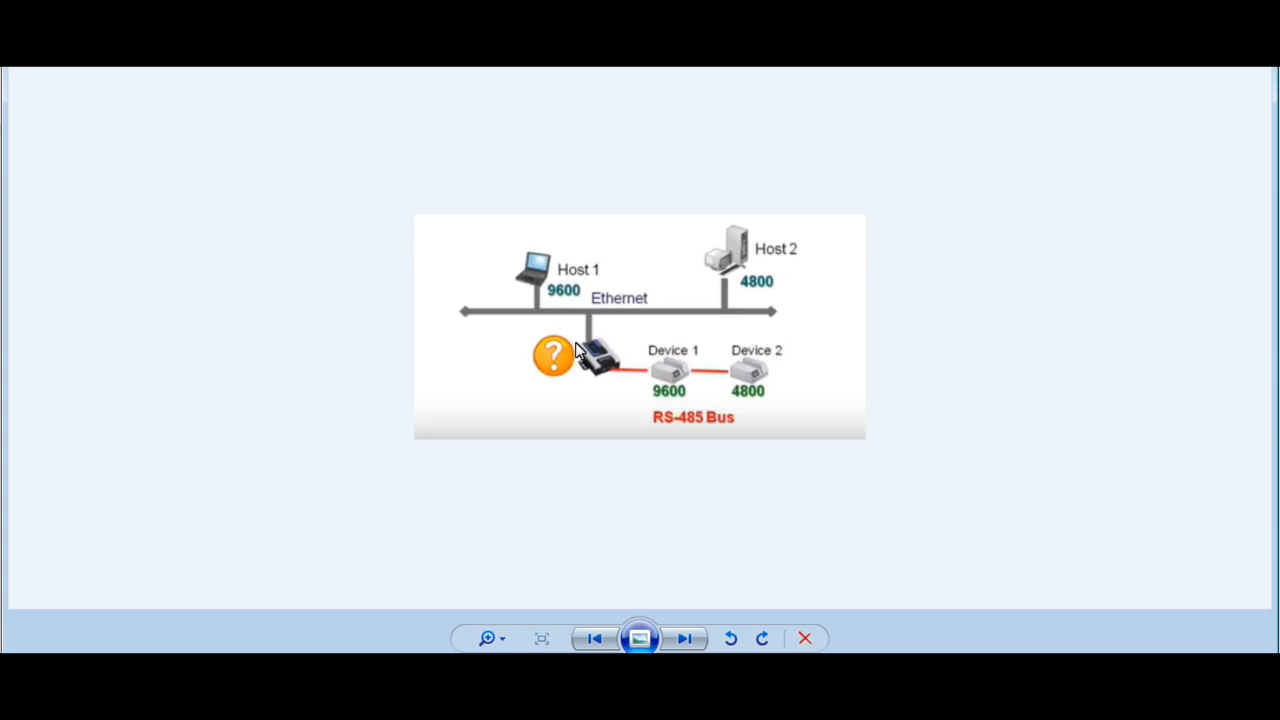 Host 1
9600
Host 2
4800
Ethernet
?
Device 1
9600
Device 2
4800
RS-485 Bus